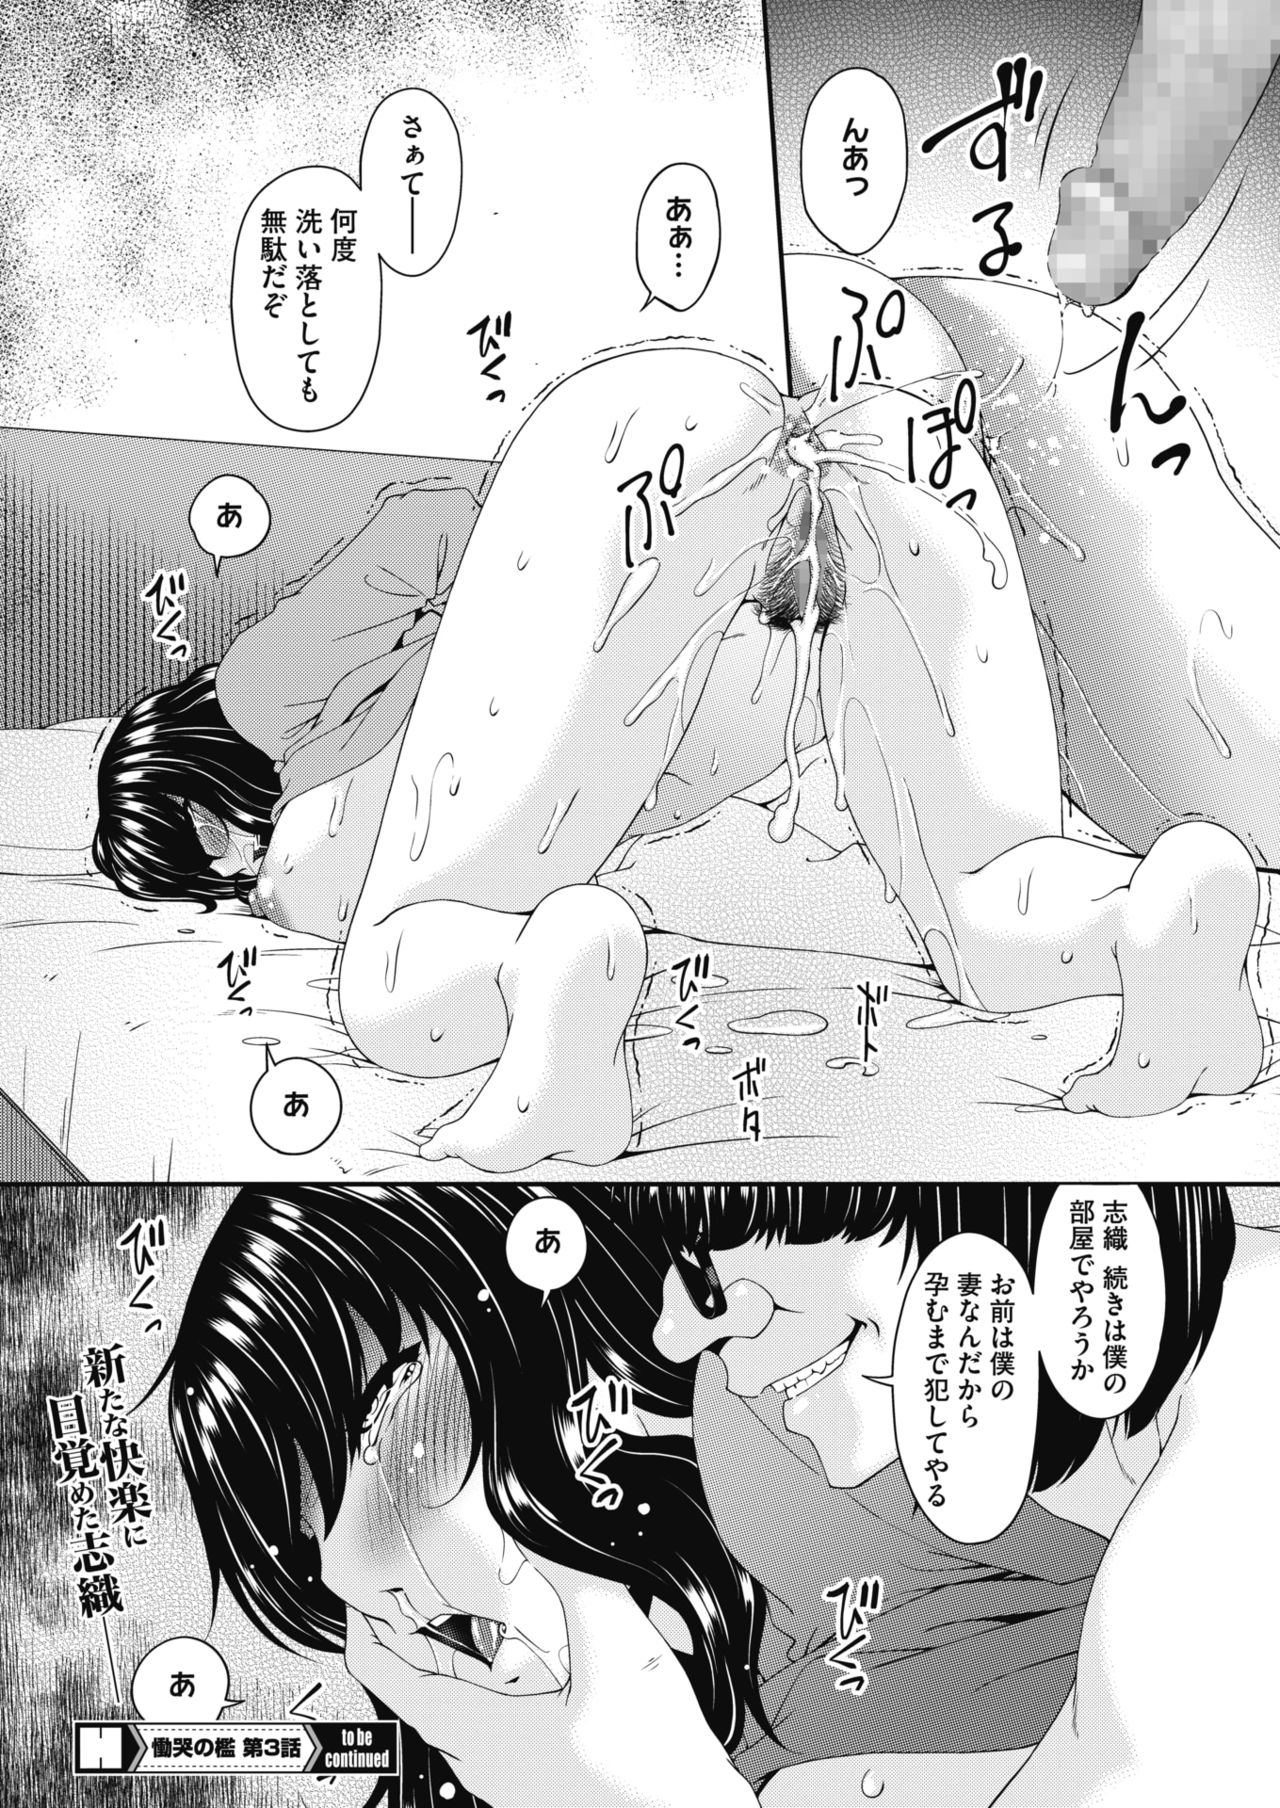 ずるっ
んっ
んあっ
ぷぽっ
ぷ
ああ…
さぁて──
何度
洗い落としても
無駄だぞ
びくっ
あ
びくっ
びくっ
あ
びくっ
ボタ
ボトッ
志織 続きは僕の
部屋でやろうか
お前は僕の
妻なんだから
孕むまで犯してやる
あ
びくっ
びくっ
びくっ
新たな快楽に
目覚めた志織──
あ
慟哭の檻 第3話
to be
continued